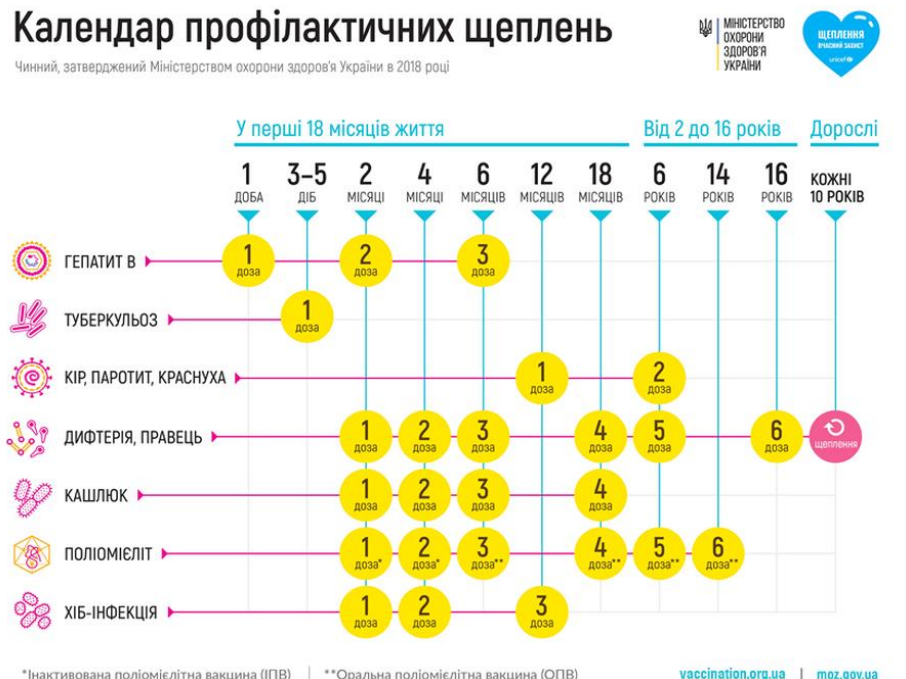 Календар профілактичних щеплень
Чинний, затверджений Міністерством охорони здоров'я України в 2018 році
МІНІСТЕРСТВО
ОХОРОНИ
ЗДОРОВ'Я
УКРАЇНИ
ЩЕПЛЕННЯ
ВЧАСНИЙ ЗАХИСТ
unicef
У перші 18 місяців життя
Від 2 до 16 років
Дорослі
1 3–5 2 4 6 12 18 6 14 16 КОЖНІ
ДОБА ДІБ МІСЯЦІ МІСЯЦІ МІСЯЦІВ МІСЯЦІВ МІСЯЦІВ РОКІВ РОКІВ РОКІВ 10 РОКІВ
ГЕПАТИТ В 1 доза 2 доза 3 доза
ТУБЕРКУЛЬОЗ 1 доза
КІР, ПАРОТИТ, КРАСНУХА 1 доза 2 доза
ДИФТЕРІЯ, ПРАВЕЦЬ 1 доза 2 доза 3 доза 4 доза 5 доза 6 доза щеплення
КАШЛЮК 1 доза 2 доза 3 доза 4 доза
ПОЛІОМІЄЛІТ 1 доза* 2 доза* 3 доза** 4 доза** 5 доза** 6 доза**
ХІБ-ІНФЕКЦІЯ 1 доза 2 доза 3 доза
*Інактивована поліомієлітна вакцина (ІПВ) | **Оральна поліомієлітна вакцина (ОПВ)
vaccination.org.ua | moz.gov.ua